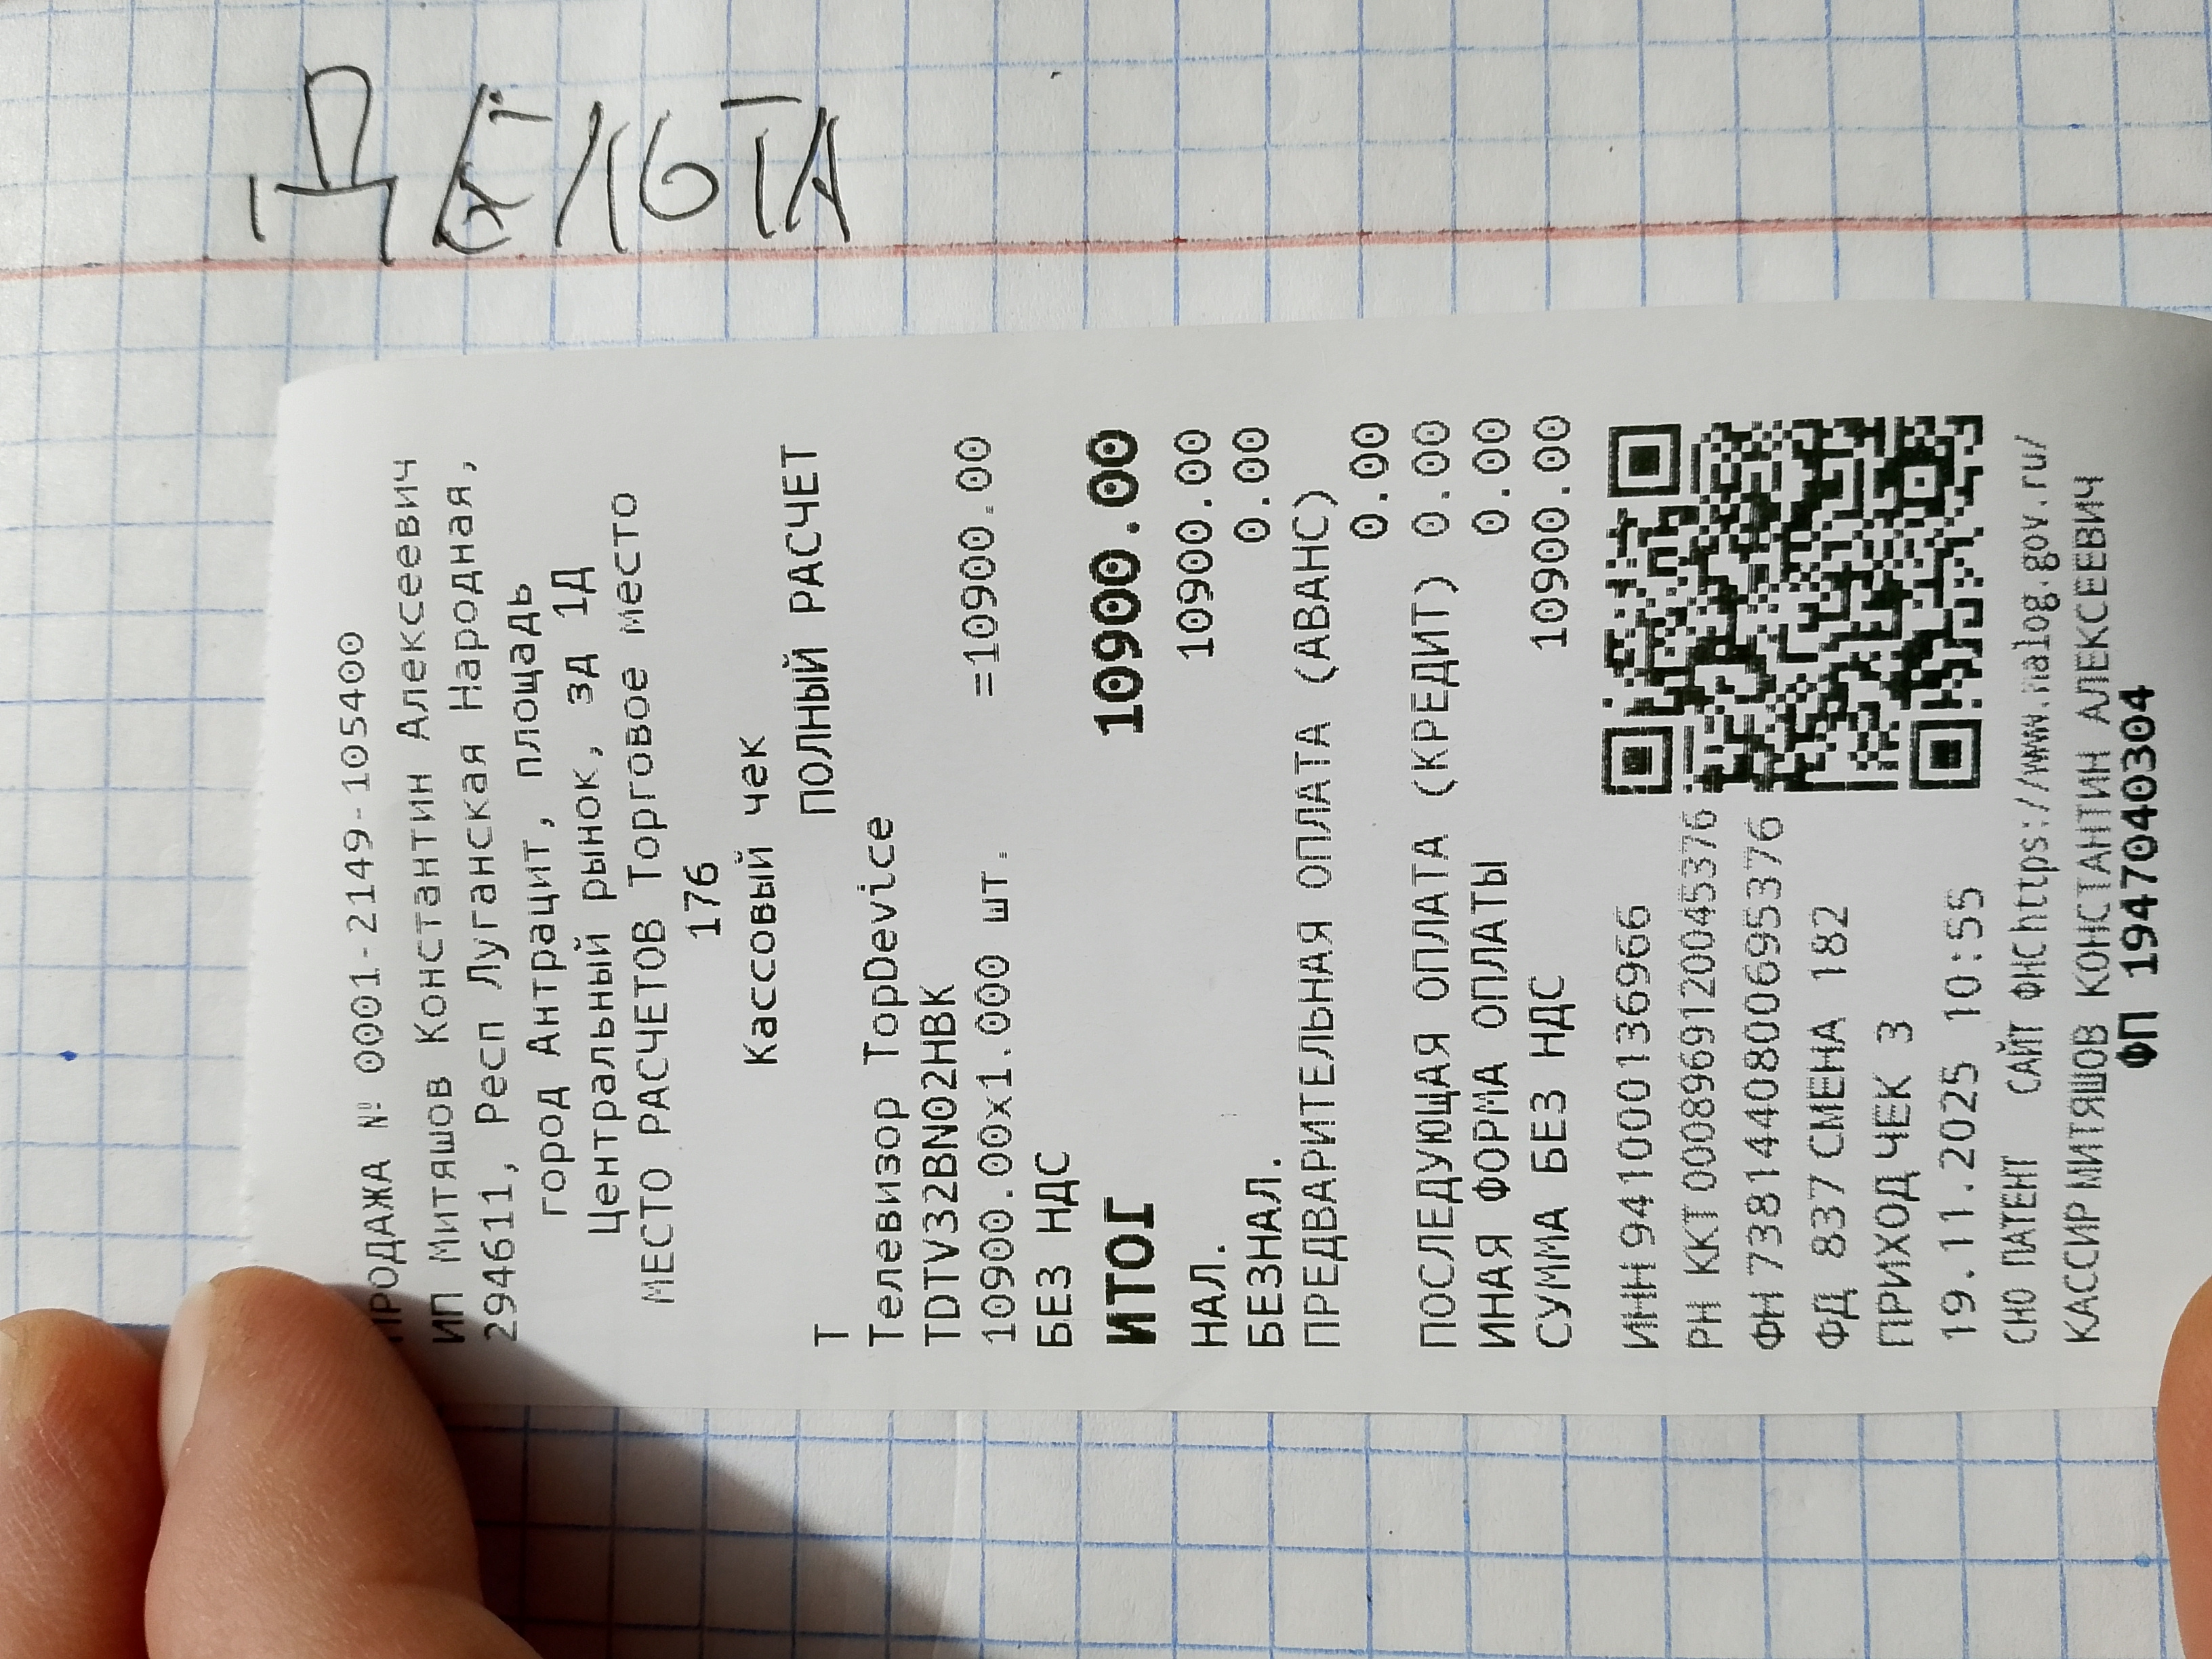 ДЕЛЬТА
ПРОДАЖА № 0001-2149-105400
ИП Митяшов Константин Алексеевич
294611, Респ Луганская Народная,
город Антрацит, площадь
Центральный рынок, зд 1Д
МЕСТО РАСЧЕТОВ Торговое место
176
Кассовый чек
ПОЛНЫЙ РАСЧЕТ
Т
Телевизор TopDevice
TDTV32BN02HBK
10900.00x1.000 шт. =10900.00
БЕЗ НДС
ИТОГ 10900.00
НАЛ. 10900.00
БЕЗНАЛ. 0.00
ПРЕДВАРИТЕЛЬНАЯ ОПЛАТА (АВАНС)
0.00
ПОСЛЕДУЮЩАЯ ОПЛАТА (КРЕДИТ) 0.00
ИНАЯ ФОРМА ОПЛАТЫ 0.00
СУММА БЕЗ НДС 10900.00
ИНН 941000136966
РН ККТ 0008969120045376
ФН 7381440800695376
ФД 837 СМЕНА 182
ПРИХОД ЧЕК 3
19.11.2025 10:55
СНО ПАТЕНТ САЙТ ФНС https://www.nalog.gov.ru/
КАССИР МИТЯШОВ КОНСТАНТИН АЛЕКСЕЕВИЧ
ФП 1947040304